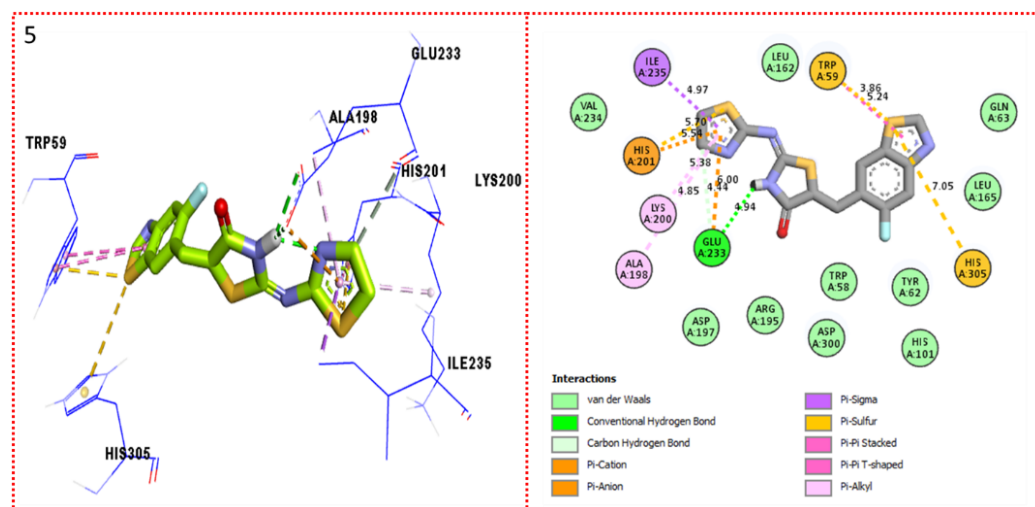 5
GLU233
ALA198
TRP59
HIS201
LYS200
ILE235
HIS305
ILE
A:235
LEU
A:162
TRP
A:59
3.86
5.24
4.97
VAL
A:234
GLN
A:63
5.70
5.54
HIS
A:201
5.38
6.00
4.85
4.44
4.94
7.05
LEU
A:165
LYS
A:200
ALA
A:198
GLU
A:233
HIS
A:305
TRP
A:58
TYR
A:62
ASP
A:197
ARG
A:195
ASP
A:300
HIS
A:101
Interactions
van der Waals
Conventional Hydrogen Bond
Carbon Hydrogen Bond
Pi-Cation
Pi-Anion
Pi-Sigma
Pi-Sulfur
Pi-Pi Stacked
Pi-Pi T-shaped
Pi-Alkyl